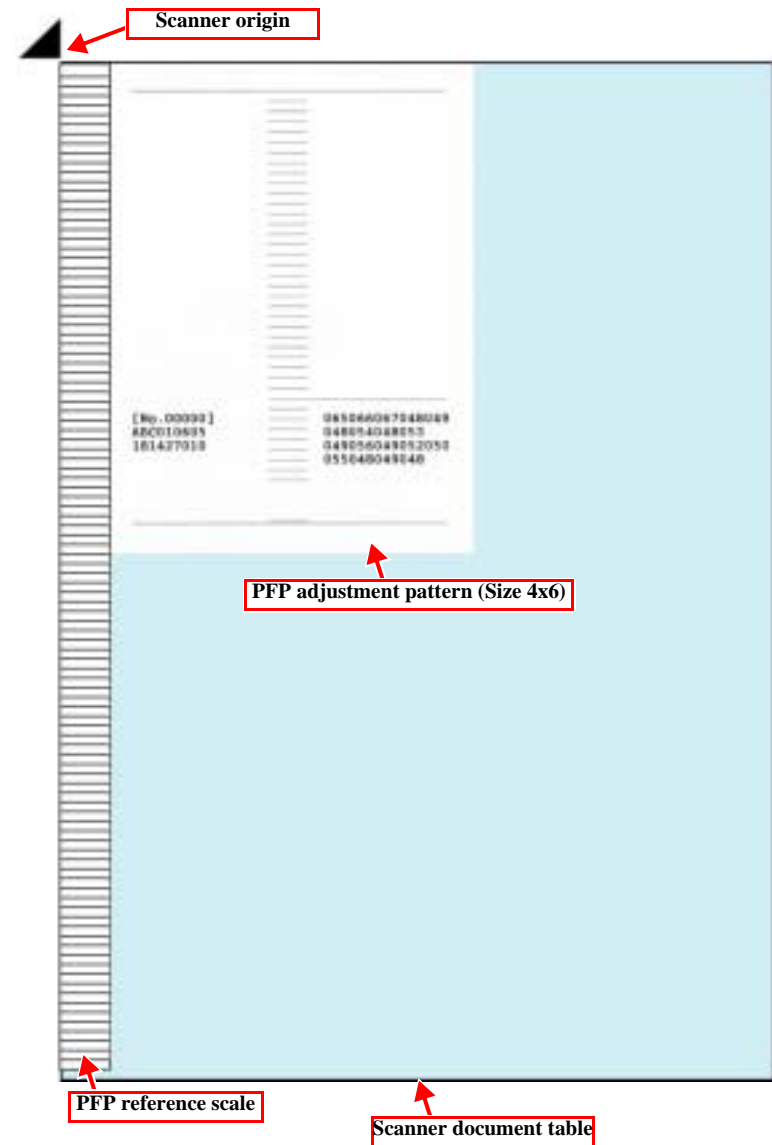 Scanner origin
[No.00000]
ABC010605
181427010
065066067048049
048054048053
049056049052050
055048049048
PFP adjustment pattern (Size 4x6)
PFP reference scale
Scanner document table